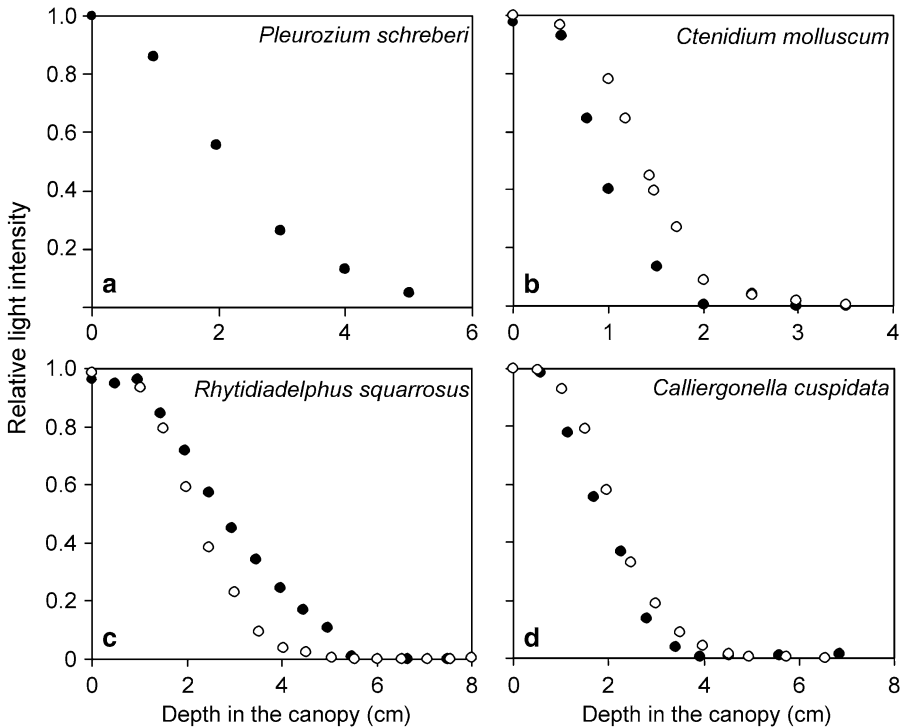 Relative light intensity
1.0
0.8
0.6
0.4
0.2
Pleurozium schreberi
a
0 2 4 6
Depth in the canopy (cm)
Ctenidium molluscum
b
0 1 2 3 4
Depth in the canopy (cm)
1.0
0.8
0.6
0.4
0.2
0
Rhytidiadelphus squarrosus
c
0 2 4 6 8
Calliergonella cuspidata
d
0 2 4 6 8